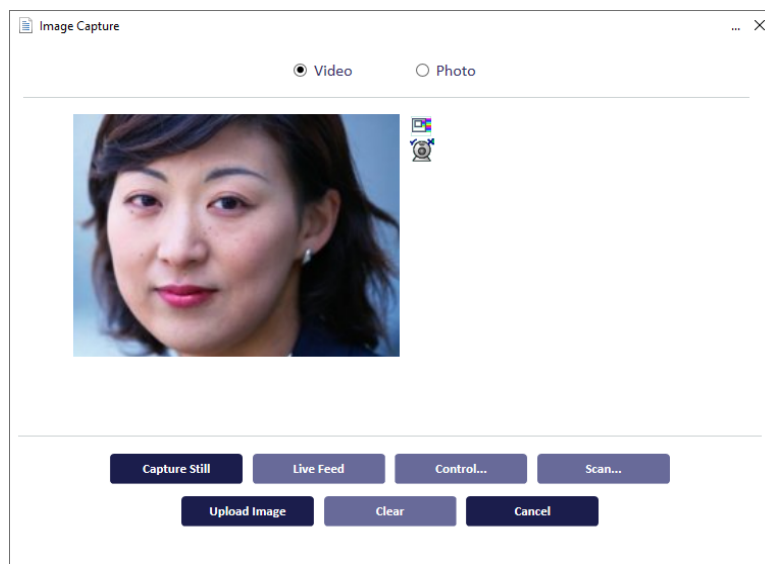 Image Capture
...
Video
Photo
Capture Still
Live Feed
Control...
Scan...
Upload Image
Clear
Cancel